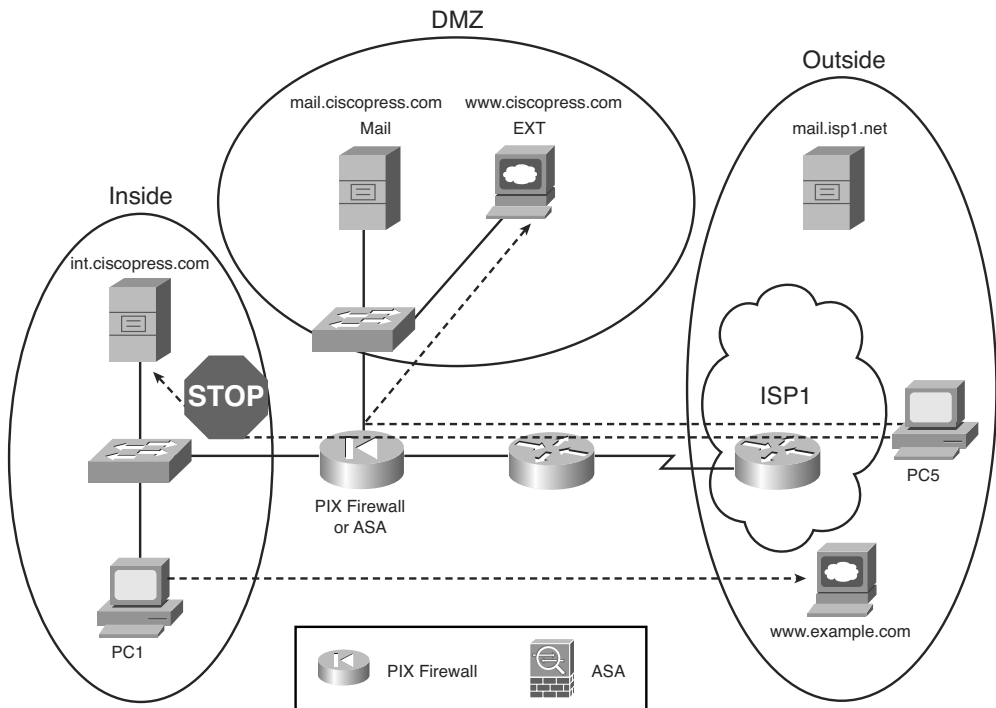 DMZ
Outside
mail.ciscopress.com
www.ciscopress.com
Mail
EXT
mail.isp1.net
Inside
int.ciscopress.com
STOP
ISP1
PIX Firewall
or ASA
PC5
PC1
www.example.com
PIX Firewall
ASA